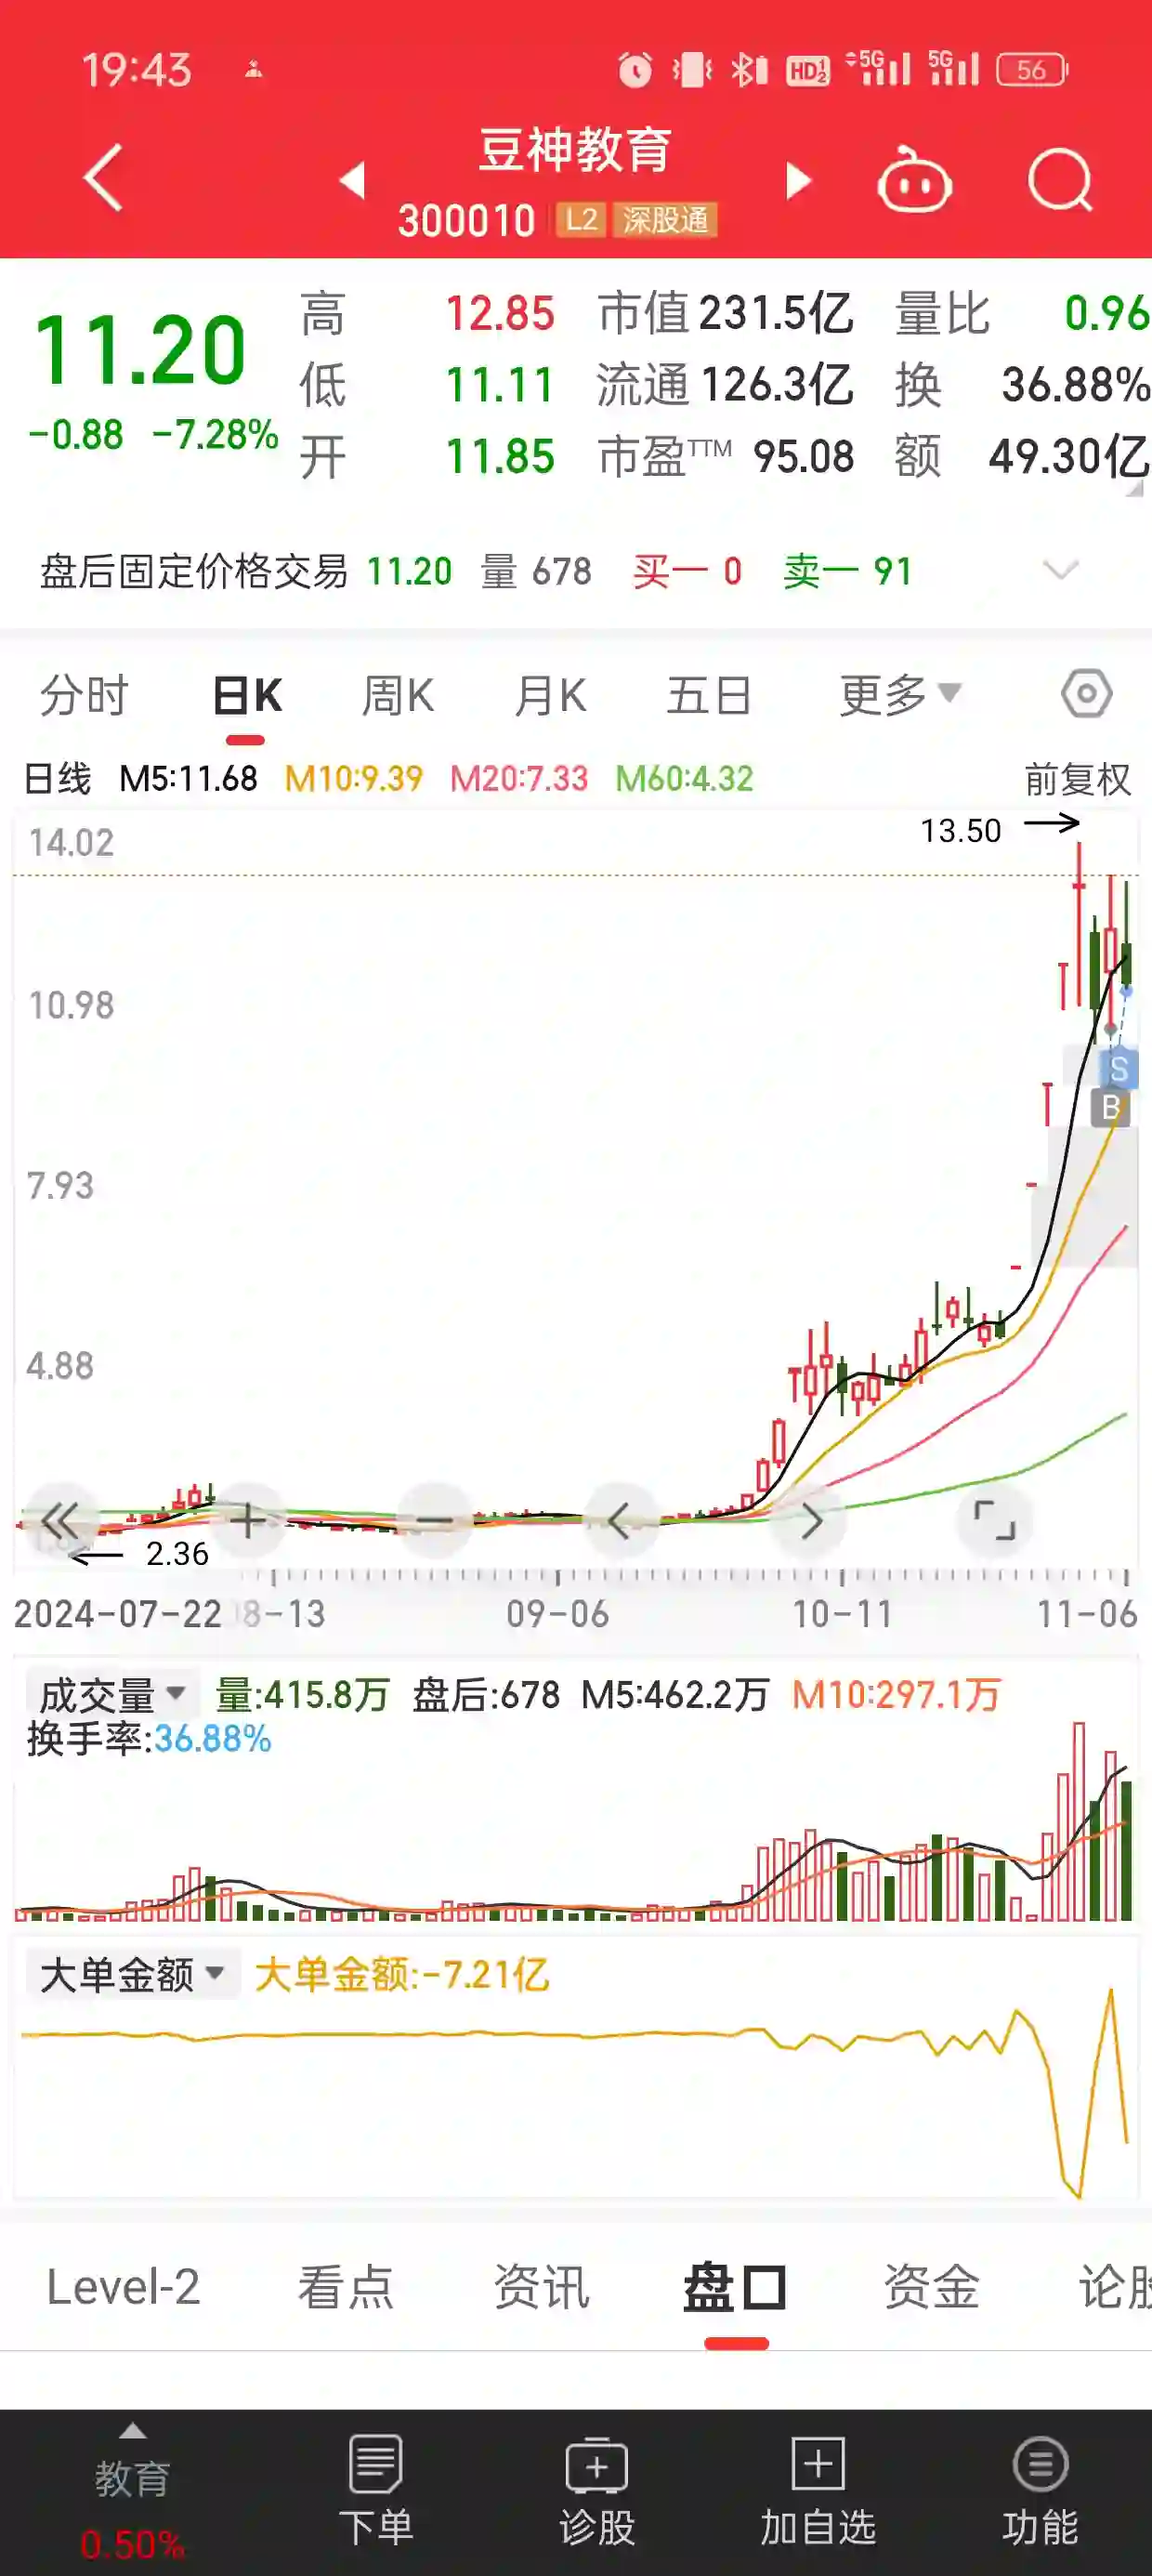 19:43 HD 1 2 5G 5G 56
豆神教育
300010 L2 深股通
11.20 高 12.85 市值 231.5亿 量比 0.96
低 11.11 流通 126.3亿 换 36.88%
-0.88 -7.28% 开 11.85 市盈TTM 95.08 额 49.30亿
盘后固定价格交易 11.20 量 678 买一 0 卖一 91
分时 日K 周K 月K 五日 更多
日线 M5:11.68 M10:9.39 M20:7.33 M60:4.32 前复权
14.02 13.50
10.98
S
B
7.93
4.88
2.36
2024-07-22 8-13 09-06 10-11 11-06
成交量 量:415.8万 盘后:678 M5:462.2万 M10:297.1万
换手率:36.88%
大单金额 大单金额:-7.21亿
Level-2 看点 资讯 盘口 资金 论股
教育 下单 诊股 加自选 功能
0.50%